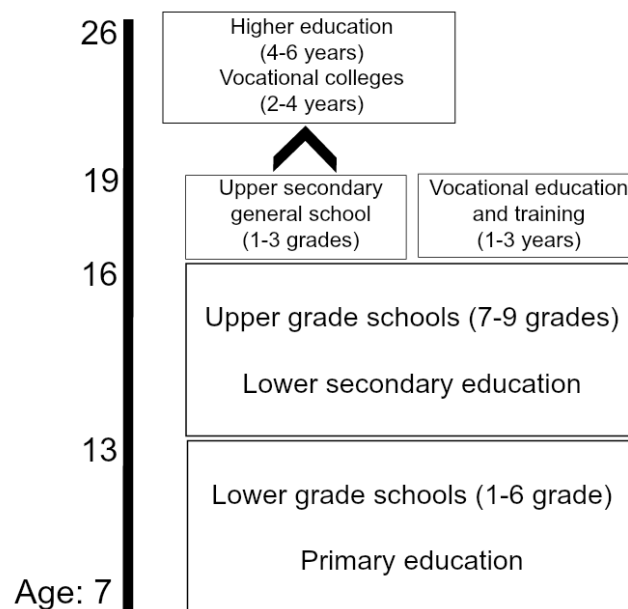 26
Higher education
(4-6 years)
Vocational colleges
(2-4 years)
19
Upper secondary
general school
(1-3 grades)
Vocational education
and training
(1-3 years)
16
Upper grade schools (7-9 grades)
Lower secondary education
13
Lower grade schools (1-6 grade)
Primary education
Age: 7